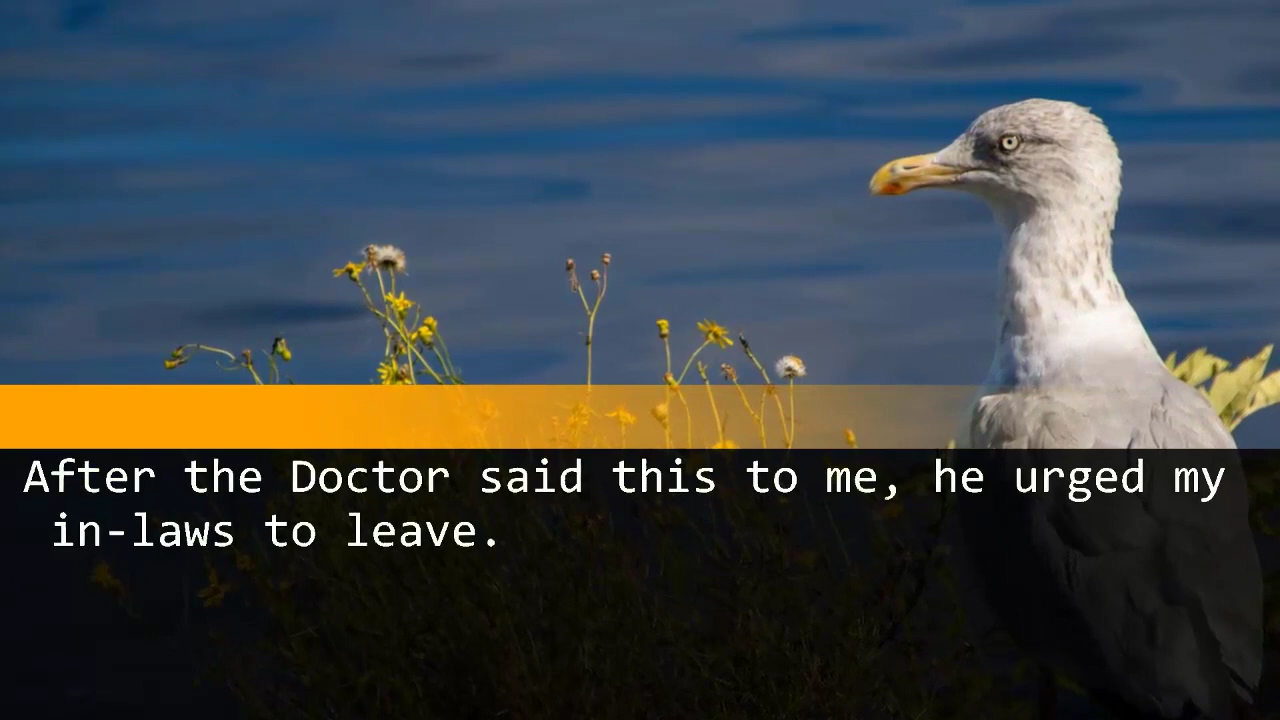 After the Doctor said this to me, he urged my
in-laws to leave.